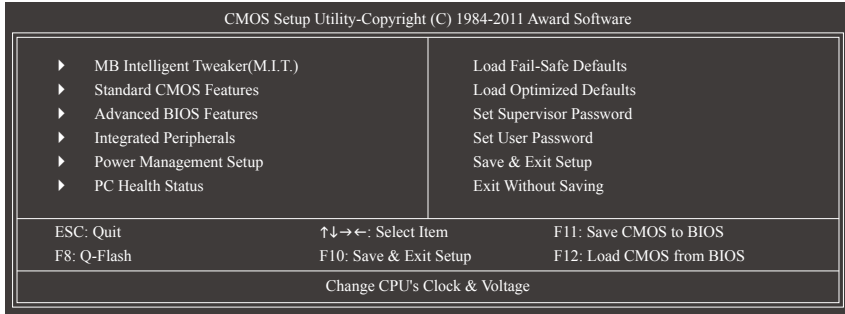 CMOS Setup Utility-Copyright (C) 1984-2011 Award Software
MB Intelligent Tweaker(M.I.T.)
Standard CMOS Features
Advanced BIOS Features
Integrated Peripherals
Power Management Setup
PC Health Status
Load Fail-Safe Defaults
Load Optimized Defaults
Set Supervisor Password
Set User Password
Save & Exit Setup
Exit Without Saving
ESC: Quit ↑↓→←: Select Item F11: Save CMOS to BIOS
F8: Q-Flash F10: Save & Exit Setup F12: Load CMOS from BIOS
Change CPU's Clock & Voltage